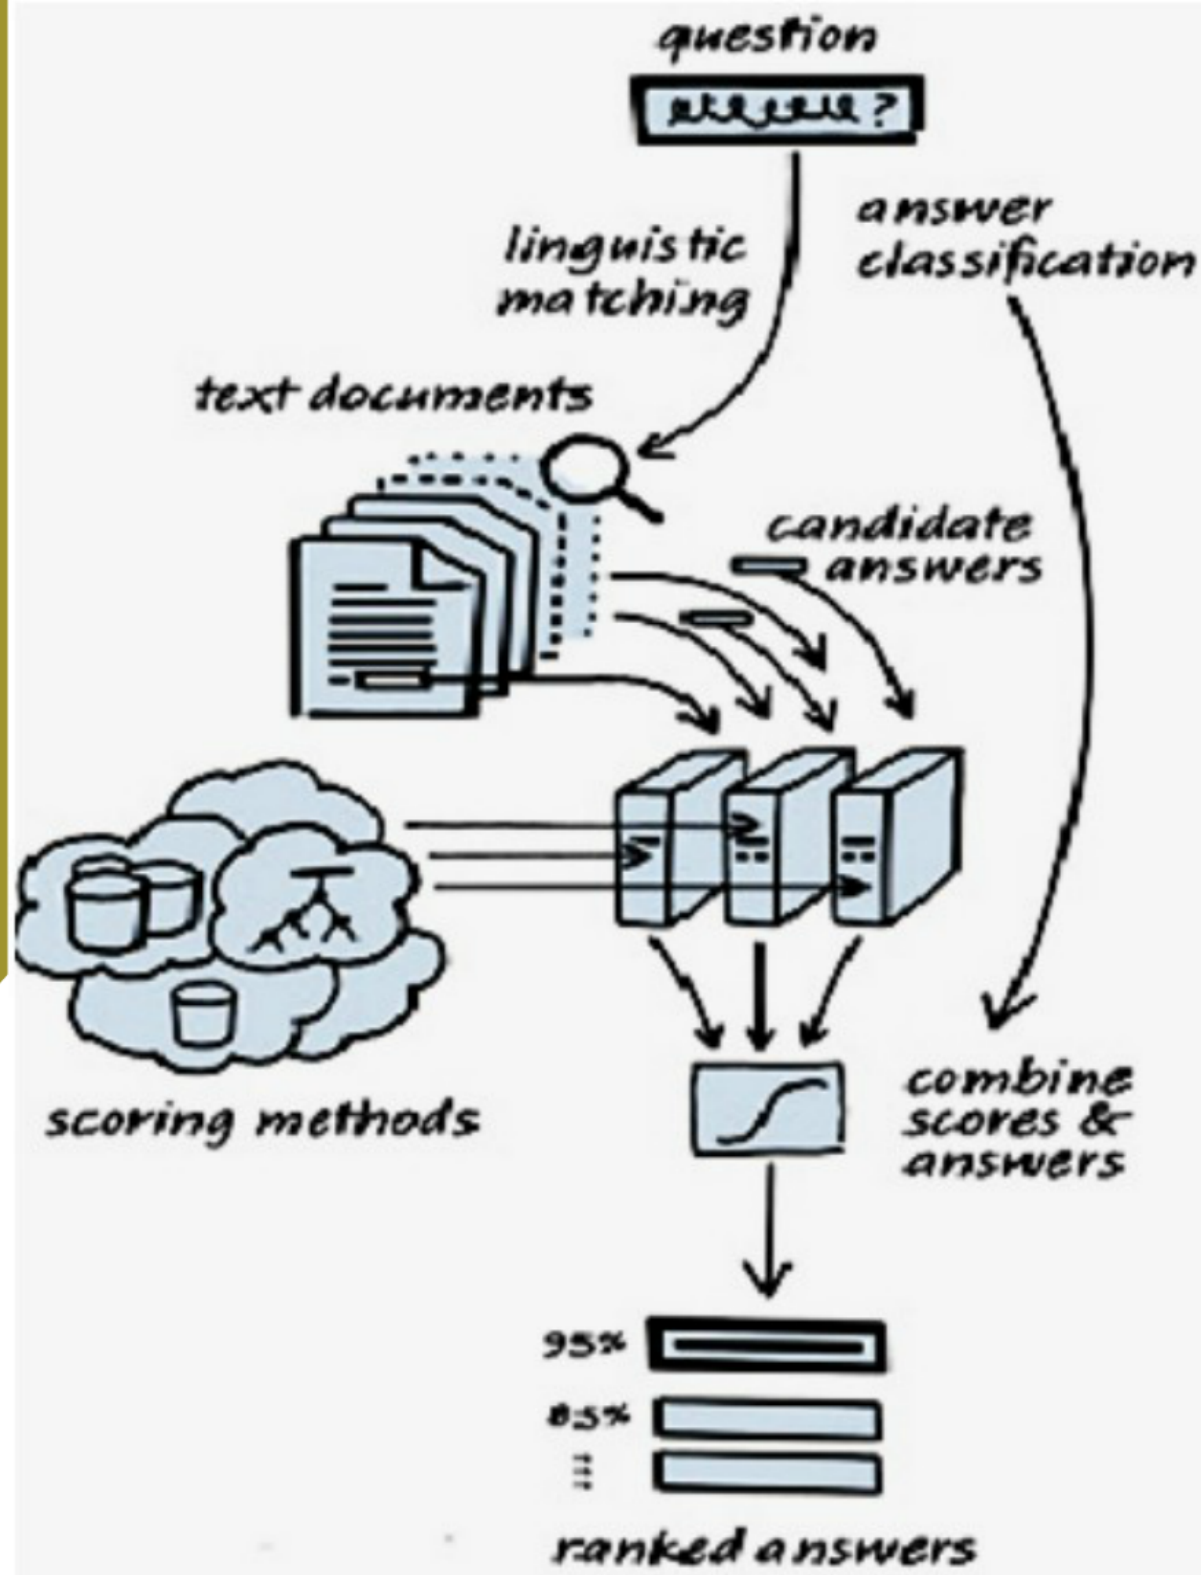 question
?
linguistic
matching
answer
classification
text documents
candidate
answers
scoring methods
combine
scores &
answers
95%
85%
ranked answers